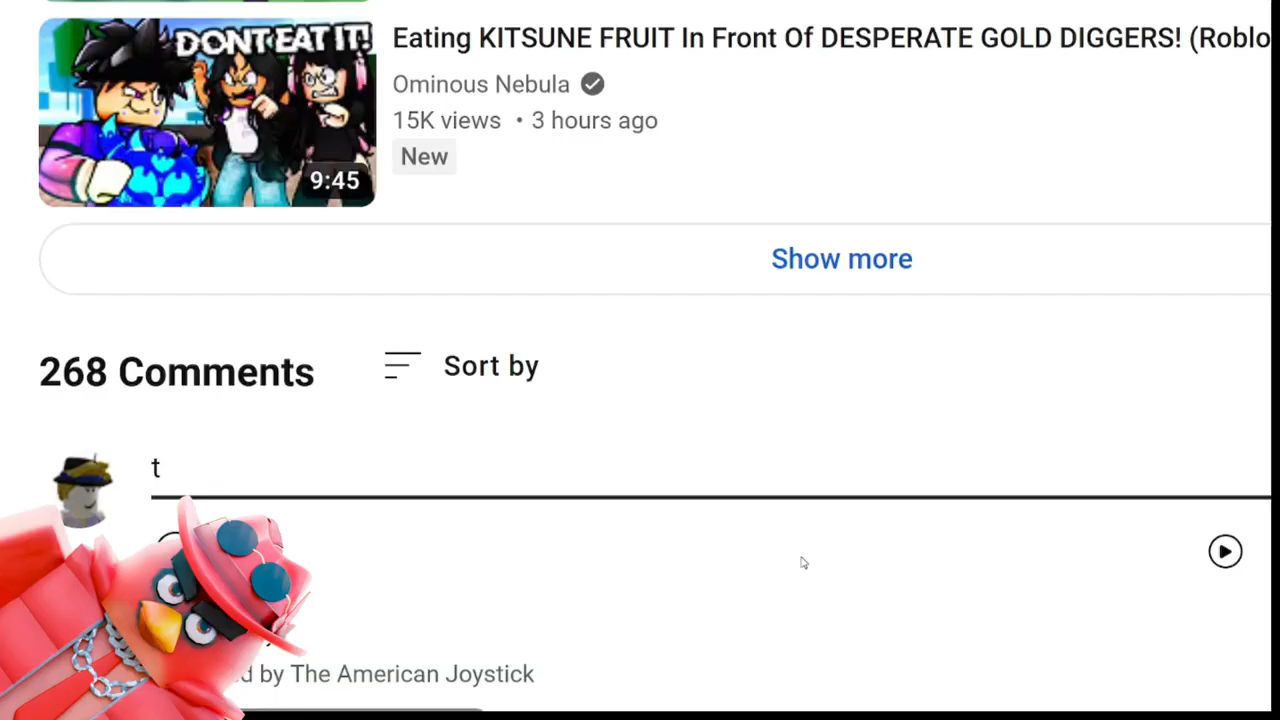 DONT EAT IT!
9:45
Eating KITSUNE FRUIT In Front Of DESPERATE GOLD DIGGERS! (Roblo
Ominous Nebula
15K views • 3 hours ago
New
Show more
268 Comments
Sort by
t
d by The American Joystick